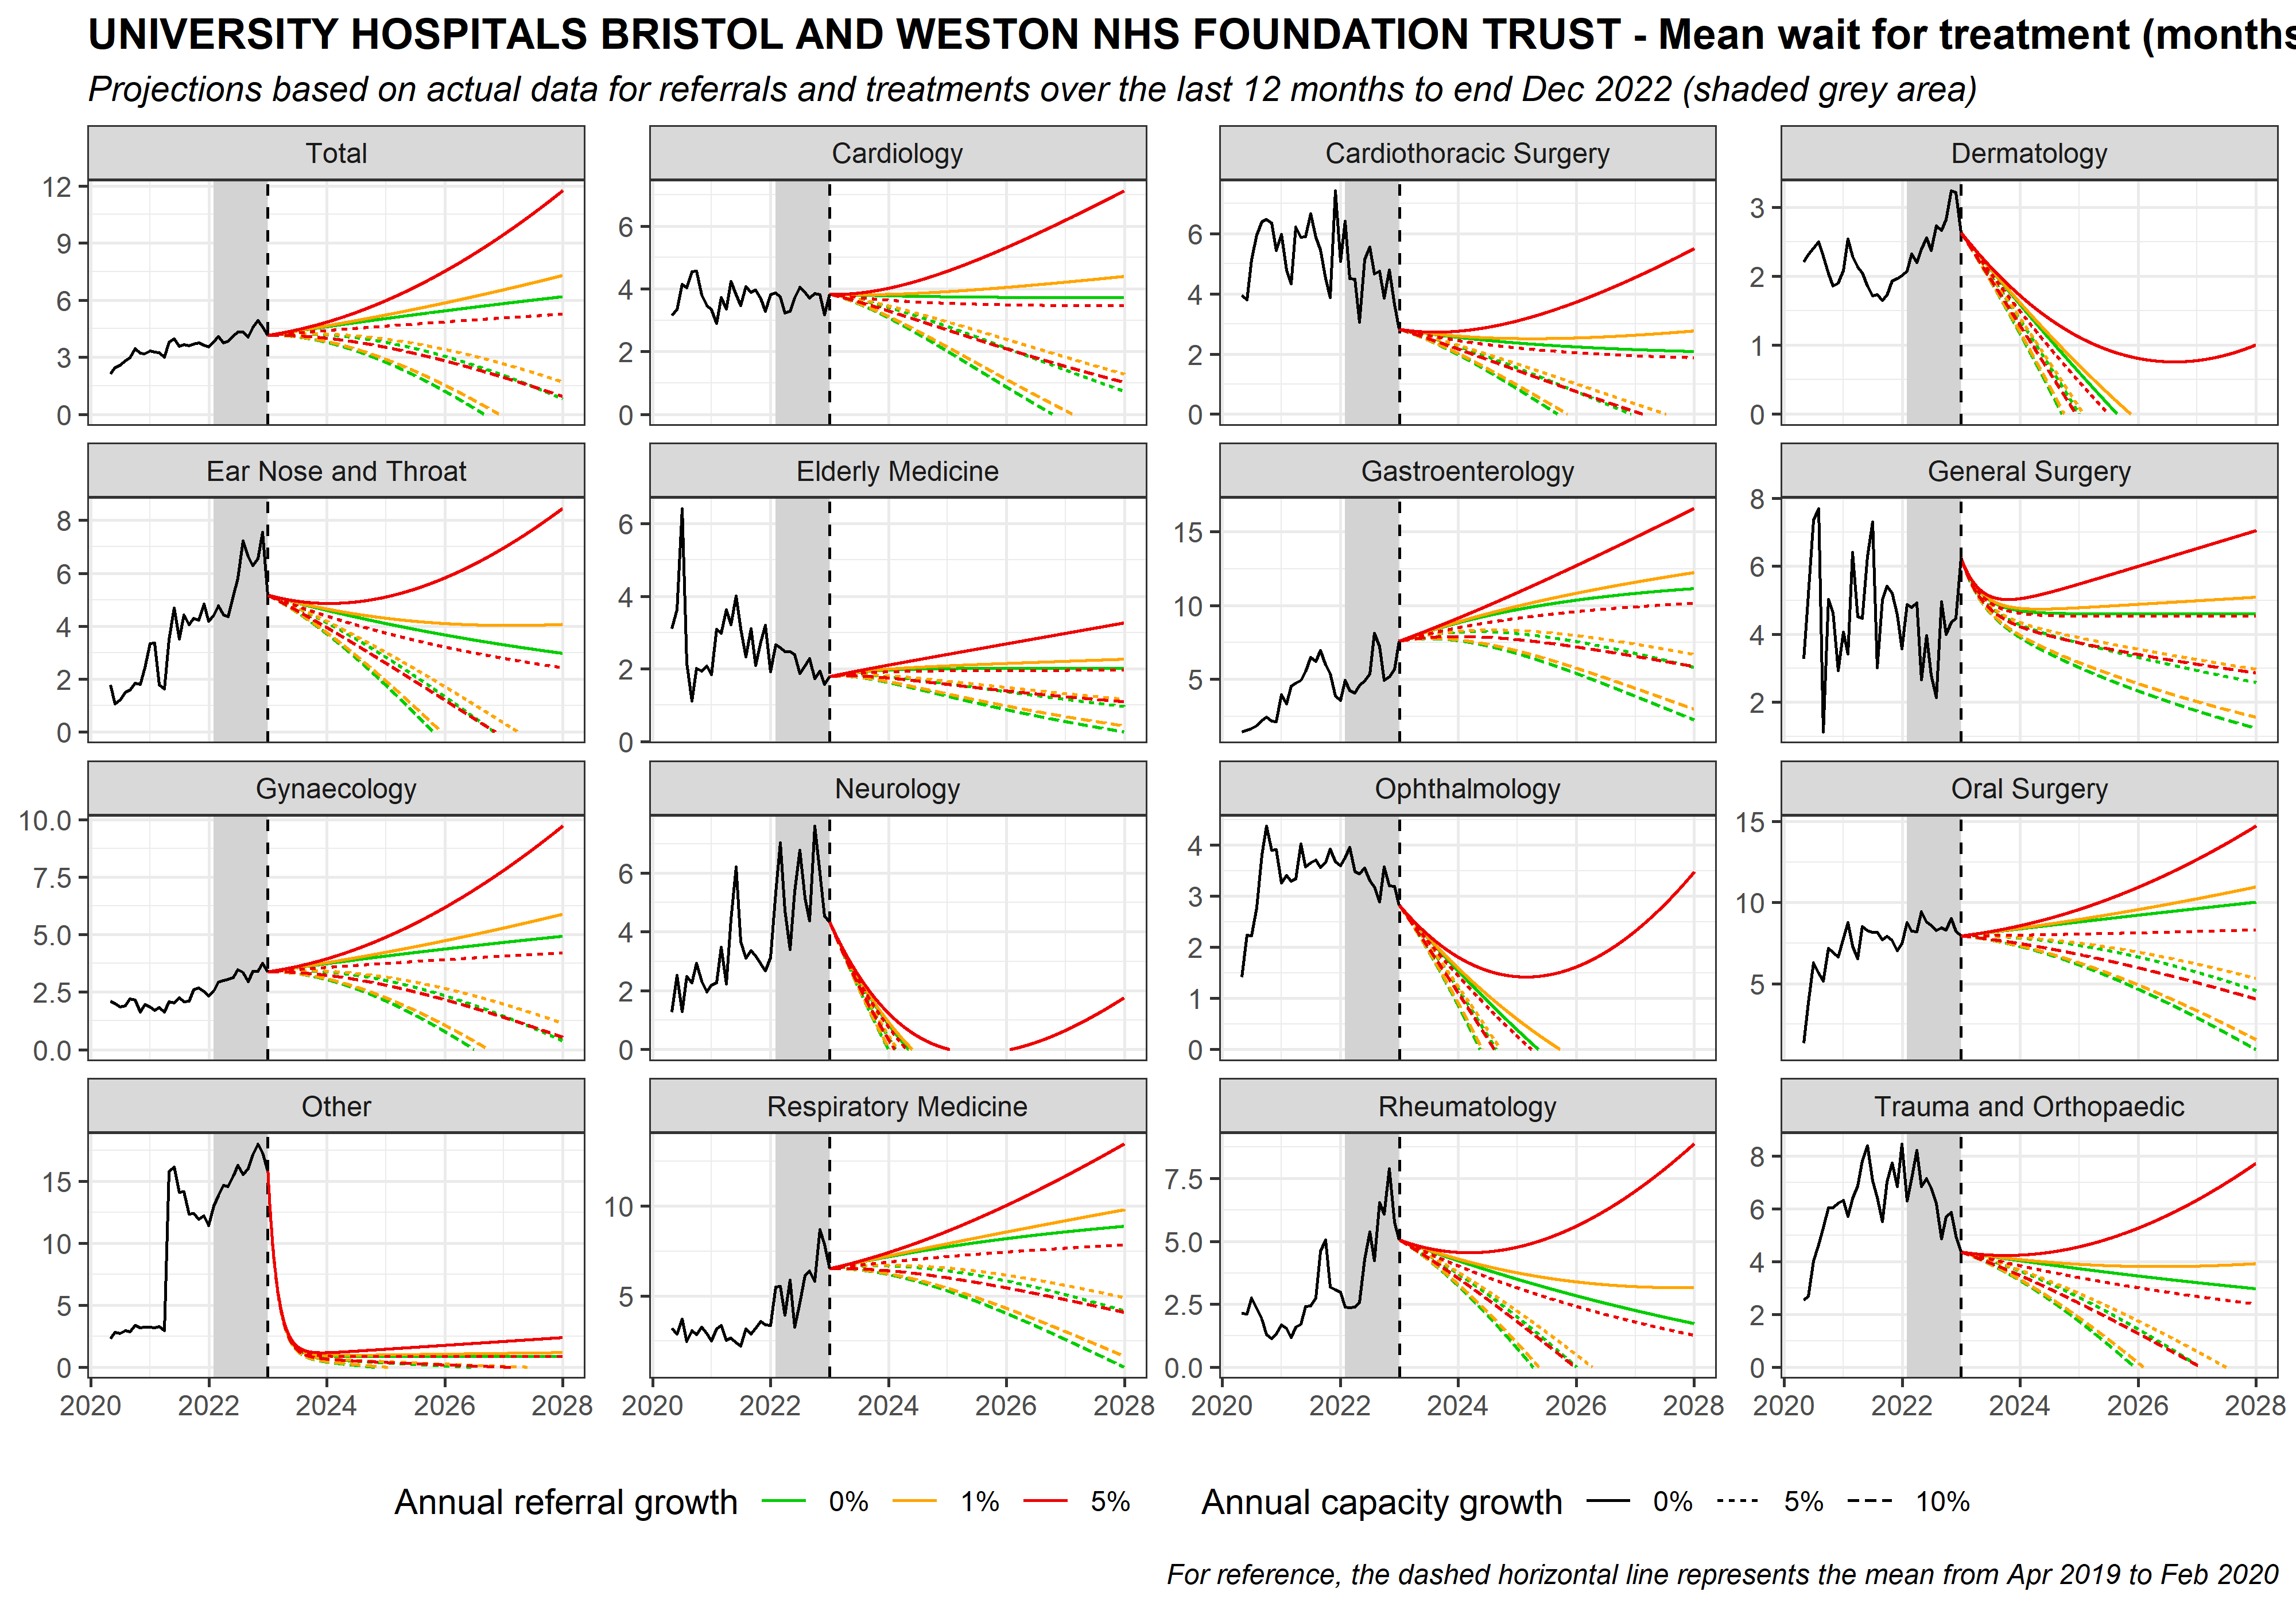 UNIVERSITY HOSPITALS BRISTOL AND WESTON NHS FOUNDATION TRUST - Mean wait for treatment (months
Projections based on actual data for referrals and treatments over the last 12 months to end Dec 2022 (shaded grey area)
Total
Cardiology
Cardiothoracic Surgery
Dermatology
12
9
6
3
0
6
4
2
0
6
4
2
0
3
2
1
0
Ear Nose and Throat
Elderly Medicine
Gastroenterology
General Surgery
8
6
4
2
0
6
4
2
0
15
10
5
8
6
4
2
Gynaecology
Neurology
Ophthalmology
Oral Surgery
10.0
7.5
5.0
2.5
0.0
6
4
2
0
4
3
2
1
0
15
10
5
Other
Respiratory Medicine
Rheumatology
Trauma and Orthopaedic
15
10
5
0
10
5
7.5
5.0
2.5
0.0
8
6
4
2
0
2020 2022 2024 2026 2028
2020 2022 2024 2026 2028
2020 2022 2024 2026 2028
2020 2022 2024 2026 2028
Annual referral growth 0% 1% 5%
Annual capacity growth 0% 5% 10%
For reference, the dashed horizontal line represents the mean from Apr 2019 to Feb 2020